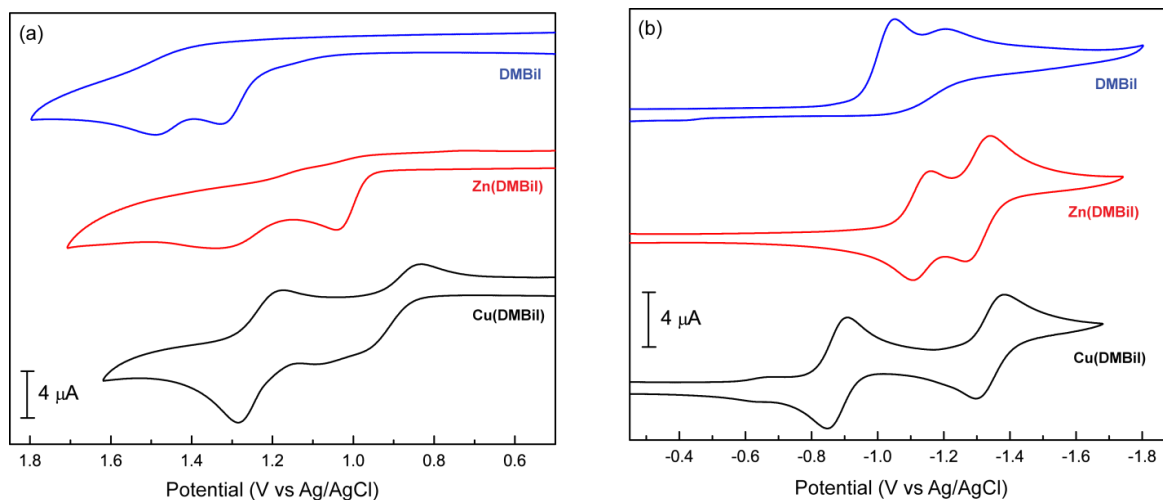 (a)
DMBil
Zn(DMBil)
Cu(DMBil)
4 μA
1.8 1.6 1.4 1.2 1.0 0.8 0.6
Potential (V vs Ag/AgCl)
(b)
DMBil
Zn(DMBil)
4 μA
Cu(DMBil)
-0.4 -0.6 -0.8 -1.0 -1.2 -1.4 -1.6 -1.8
Potential (V vs Ag/AgCl)